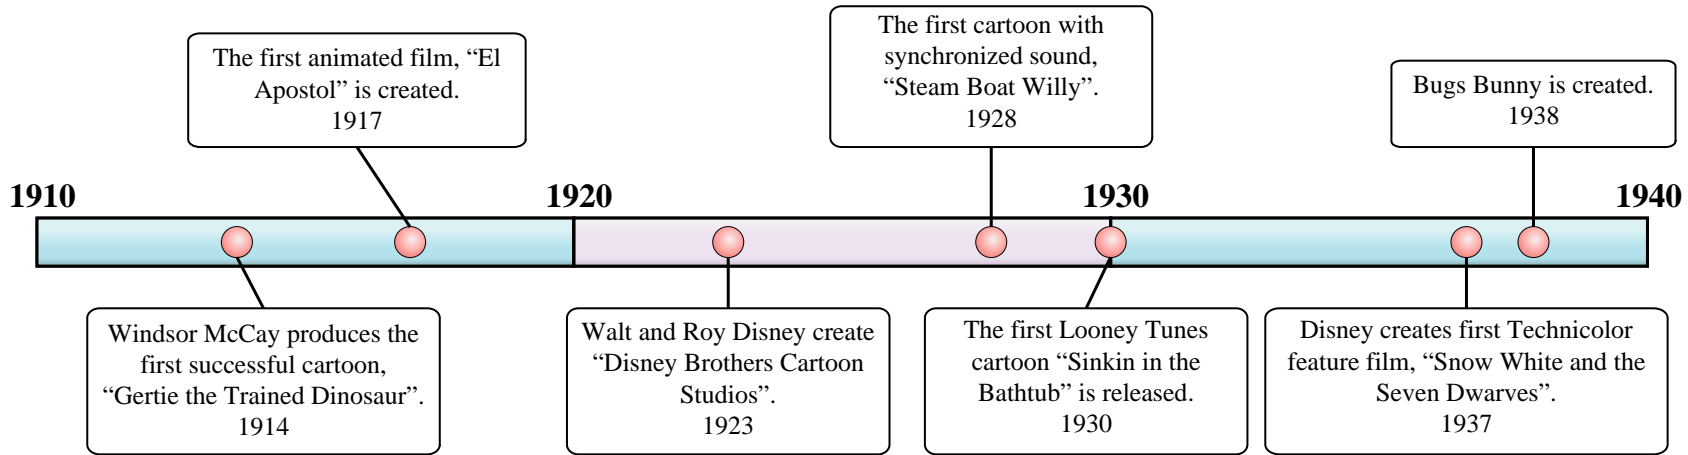 The first animated film, “El
Apostol” is created.
1917
The first cartoon with
synchronized sound,
“Steam Boat Willy”.
1928
Bugs Bunny is created.
1938
1910
1920
1930
1940
Windsor McCay produces the
first successful cartoon,
“Gertie the Trained Dinosaur”.
1914
Walt and Roy Disney create
“Disney Brothers Cartoon
Studios”.
1923
The first Looney Tunes
cartoon “Sinkin in the
Bathtub” is released.
1930
Disney creates first Technicolor
feature film, “Snow White and the
Seven Dwarves”.
1937